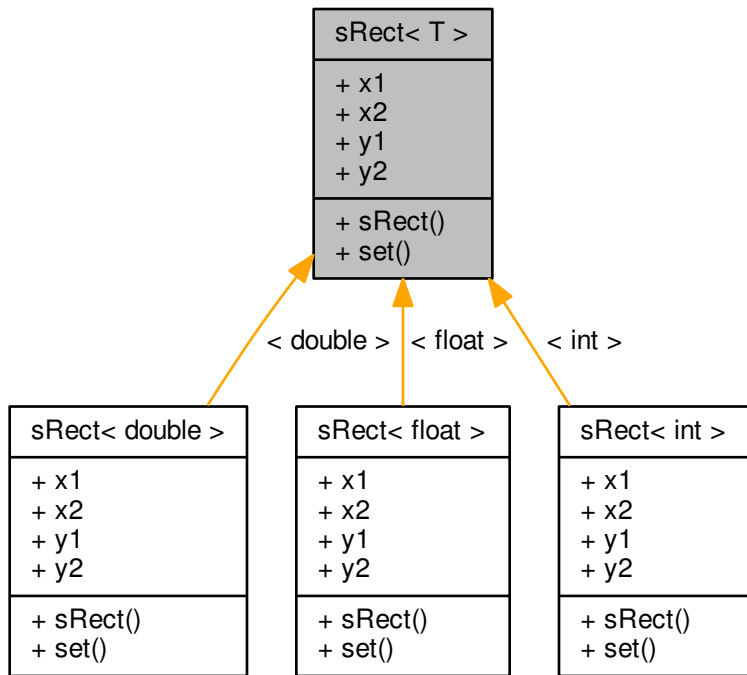 sRect< T >
+ x1
+ x2
+ y1
+ y2
+ sRect()
+ set()
< double >
< float >
< int >
sRect< double >
+ x1
+ x2
+ y1
+ y2
+ sRect()
+ set()
sRect< float >
+ x1
+ x2
+ y1
+ y2
+ sRect()
+ set()
sRect< int >
+ x1
+ x2
+ y1
+ y2
+ sRect()
+ set()